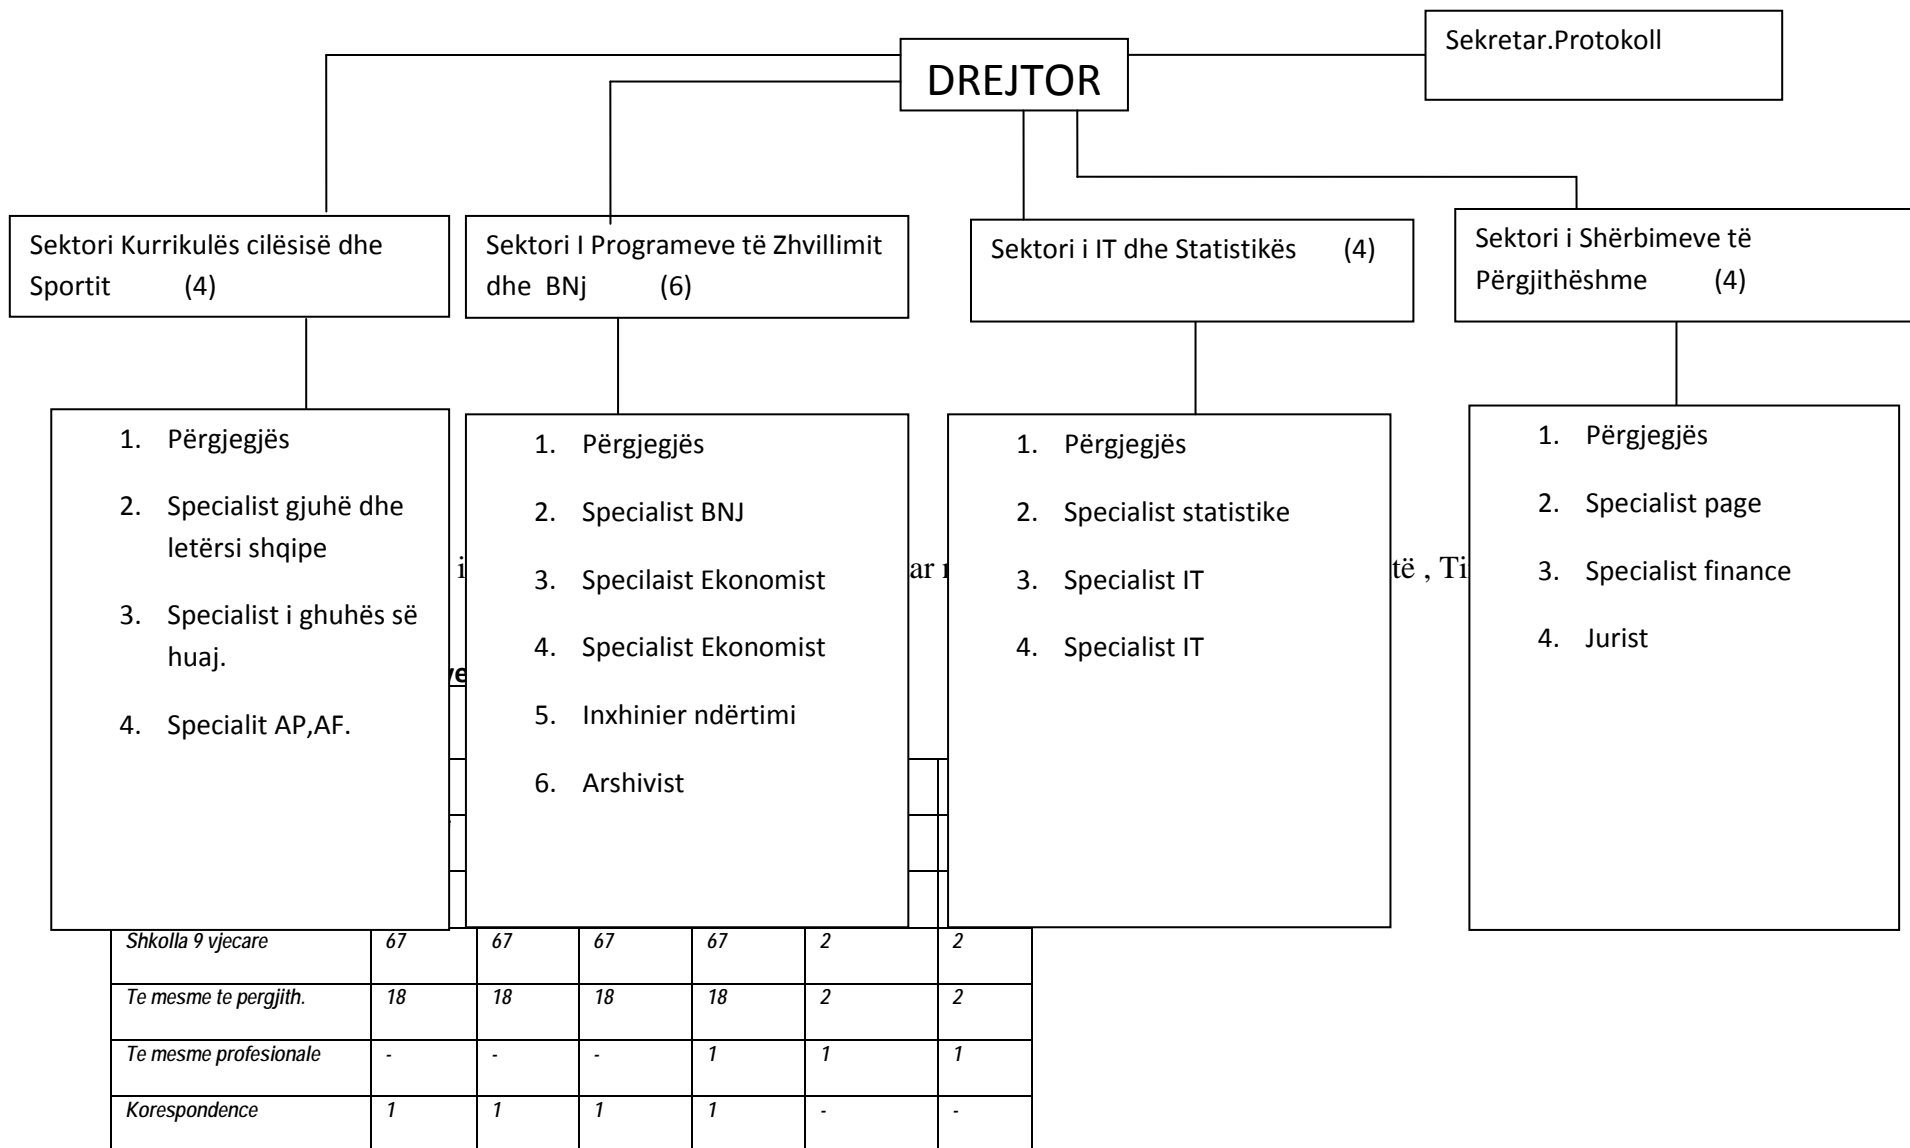 Sekretar.Protokoll
DREJTOR
Sektori Kurrikulës cilësisë dhe
Sportit (4)
Sektori I Programeve të Zhvillimit
dhe BNj (6)
Sektori i IT dhe Statistikës (4)
Sektori i Shërbimeve të
Përgjithëshme (4)
1. Përgjegjës
2. Specialist gjuhë dhe
letërsi shqipe
3. Specialist i ghuhës së
huaj.
4. Specialit AP,AF.
1. Përgjegjës
2. Specialist BNJ
3. Specilaist Ekonomist
4. Specialist Ekonomist
5. Inxhinier ndërtimi
6. Arshivist
1. Përgjegjës
2. Specialist statistike
3. Specialist IT
4. Specialist IT
1. Përgjegjës
2. Specialist page
3. Specialist finance
4. Jurist
i ar të , Ti
Shkolla 9 vjecare 67 67 67 67 2 2
Te mesme te pergjith. 18 18 18 18 2 2
Te mesme profesionale - - - 1 1 1
Korespondence 1 1 1 1 - -